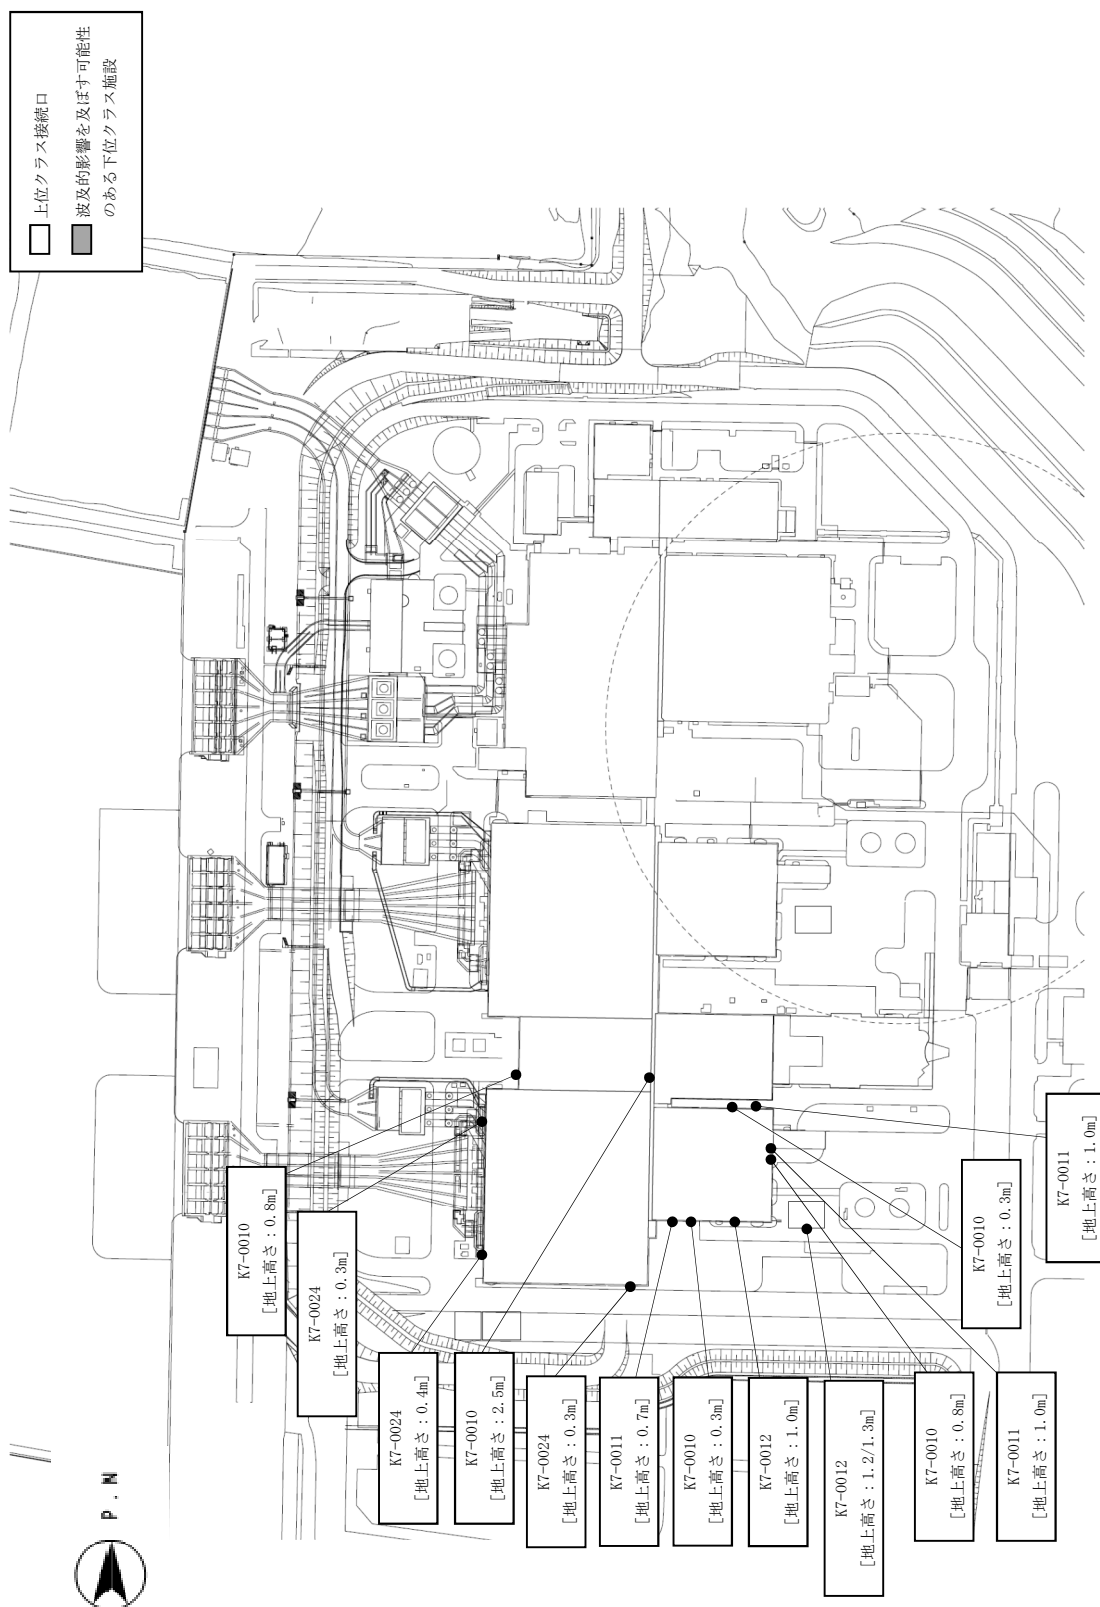 上位クラス接続口
波及的影響を及ぼす可能性
のある下位クラス施設
K7-0010
[地上高さ:0.8m]
K7-0024
[地上高さ:0.3m]
K7-0024
[地上高さ:0.4m]
K7-0010
[地上高さ:2.5m]
K7-0024
[地上高さ:0.3m]
K7-0011
[地上高さ:0.7m]
K7-0010
[地上高さ:0.3m]
K7-0012
[地上高さ:1.0m]
K7-0012
[地上高さ:1.2/1.3m]
K7-0010
[地上高さ:0.8m]
K7-0011
[地上高さ:1.0m]
K7-0010
[地上高さ:0.3m]
K7-0011
[地上高さ:1.0m]
P.N